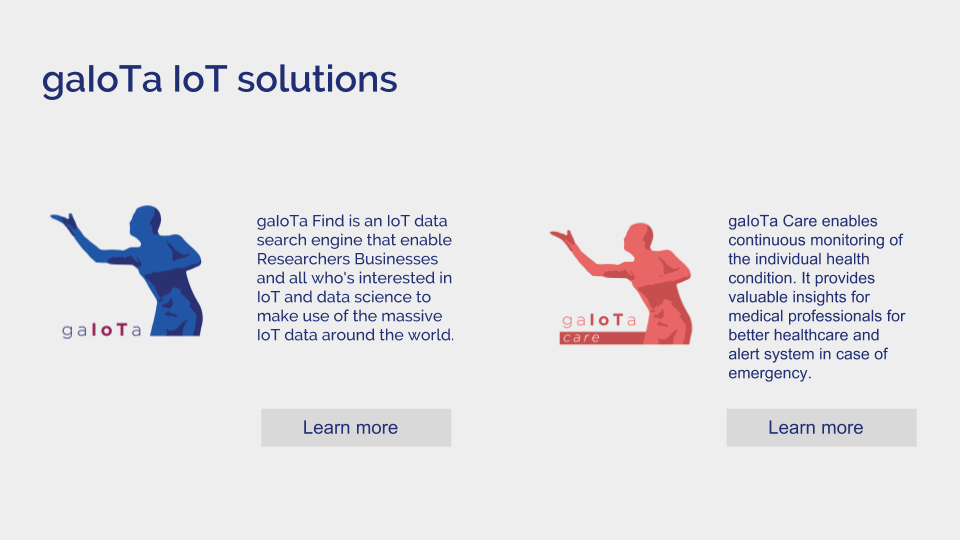 gaIoTa IoT solutions
gaIoTa
gaIoTa Find is an IoT data
search engine that enable
Researchers Businesses
and all who's interested in
IoT and data science to
make use of the massive
IoT data around the world.
Learn more
gaIoTa
care
gaIoTa Care enables
continuous monitoring of
the individual health
condition. It provides
valuable insights for
medical professionals for
better healthcare and
alert system in case of
emergency.
Learn more